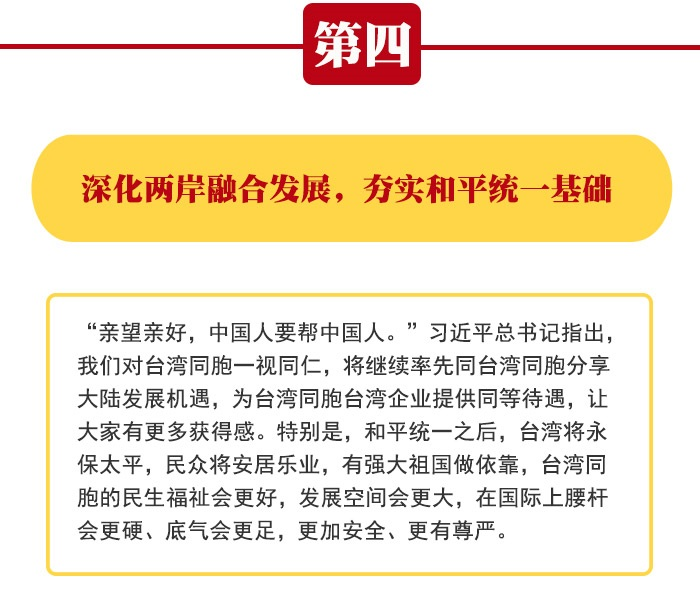 第四
深化两岸融合发展，夯实和平统一基础
“亲望亲好，中国人要帮中国人。”习近平总书记指出，
我们对台湾同胞一视同仁，将继续率先同台湾同胞分享
大陆发展机遇，为台湾同胞台湾企业提供同等待遇，让
大家有更多获得感。特别是，和平统一之后，台湾将永
保太平，民众将安居乐业，有强大祖国做依靠，台湾同
胞的民生福祉会更好，发展空间会更大，在国际上腰杆
会更硬、底气会更足，更加安全、更有尊严。